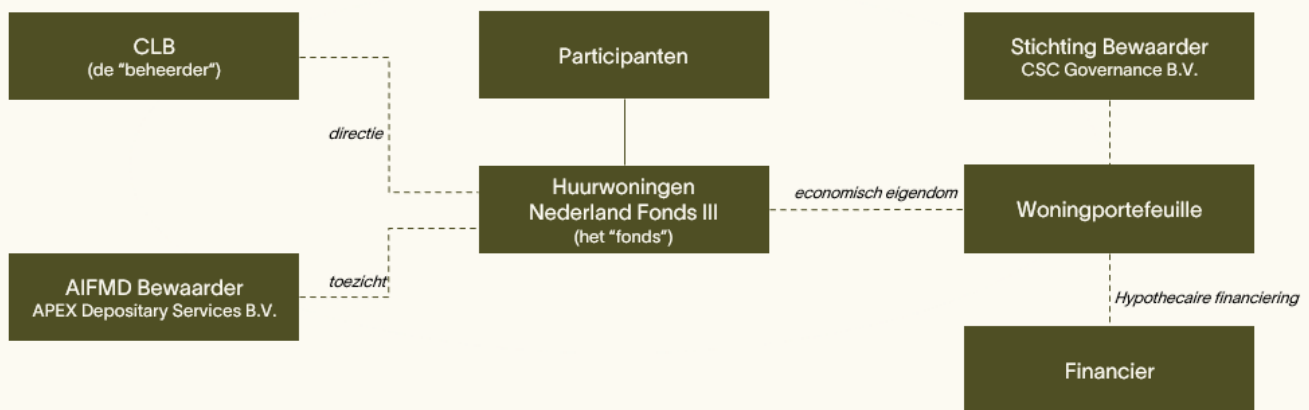 CLB
(de “beheerder”)
Participanten
Stichting Bewaarder
CSC Governance B.V.
directie
Huurwoningen
Nederland Fonds III
(het “fonds”)
economisch eigendom
Woningportefeuille
AIFMD Bewaarder
APEX Depositary Services B.V.
toezicht
Hypothecaire financiering
Financier